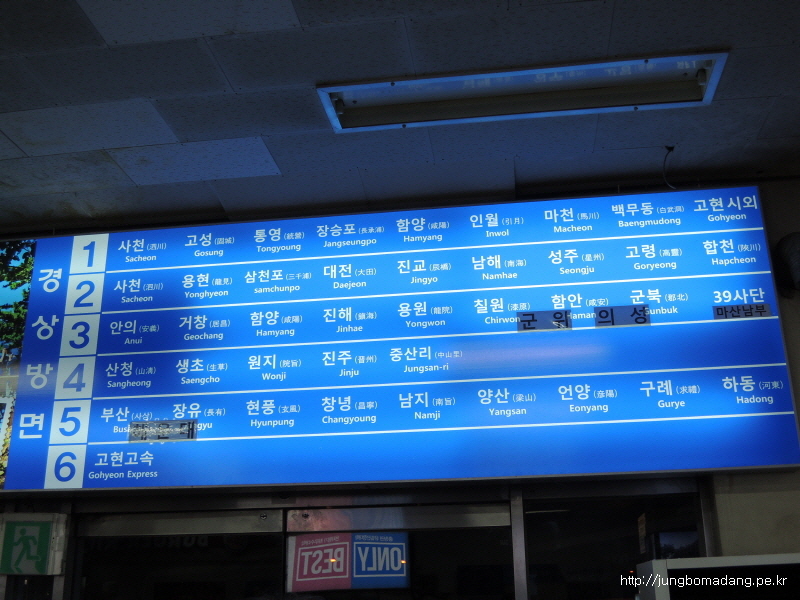 경상방면
1 사천(泗川) 고성(固城) 통영(統營) 장승포(長承浦) 함양(咸陽) 인월(引月) 마천(馬川) 백무동(白武洞) 고현시외
Sacheon Gosung Tongyoung Jangseungpo Hamyang Inwol Macheon Baengmudong Gohyeon
2 사천(泗川) 용현(龍見) 삼천포(三千浦) 대전(大田) 진교(辰橋) 남해(南海) 성주(星州) 고령(高靈) 합천(陜川)
Sacheon Yonghyeon samchunpo Daejeon Jingyo Namhae Seongju Goryeong Hapcheon
3 안의(安義) 거창(居昌) 함양(咸陽) 진해(鎭海) 용원(龍院) 칠원(漆原) 함안(咸安) 군북(郡北) 39사단
Anui Geochang Hamyang Jinhae Yongwon Chirwon Haman Gunbuk 마산남부
군위 의성
4 산청(山淸) 생초(生草) 원지(院旨) 진주(晉州) 중산리(中山里)
Sangheong Saengcho Wonji Jinju Jungsan-ri
5 부산(사상) 장유(長有) 현풍(玄風) 창녕(昌寧) 남지(南旨) 양산(梁山) 언양(彦陽) 구례(求禮) 하동(河東)
Hyunpung Changyoung Namji Yangsan Eonyang Gurye Hadong
해운대
6 고현고속
Gohyeon Express
BEST ONLY
http://jungbomadang.pe.kr